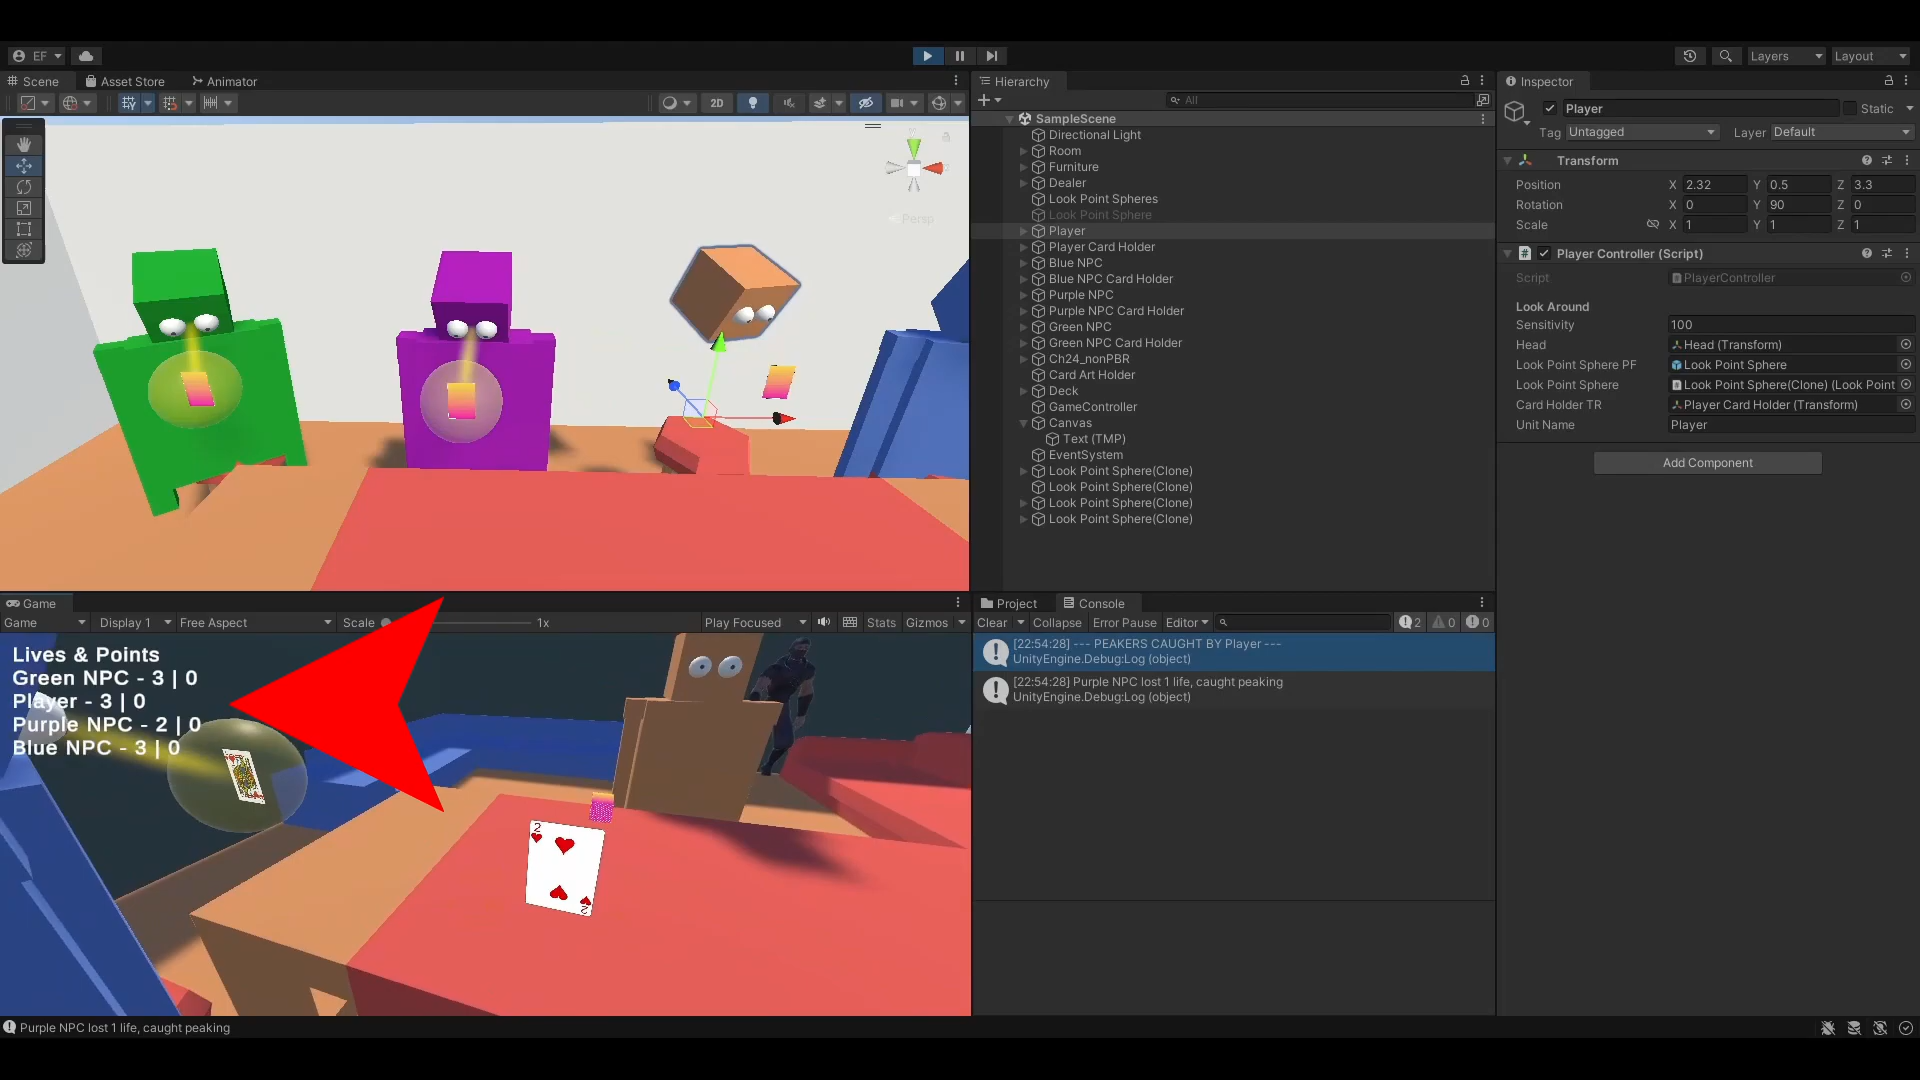 EF
Layers
Layout
Scene
Asset Store
Animator
2D
Persp
Hierarchy
All
SampleScene
Directional Light
Room
Furniture
Dealer
Look Point Spheres
Look Point Sphere
Player
Player Card Holder
Blue NPC
Blue NPC Card Holder
Purple NPC
Purple NPC Card Holder
Green NPC
Green NPC Card Holder
Ch24_nonPBR
Card Art Holder
Deck
GameController
Canvas
Text (TMP)
EventSystem
Look Point Sphere(Clone)
Look Point Sphere(Clone)
Look Point Sphere(Clone)
Look Point Sphere(Clone)
Inspector
Player
Static
Tag Untagged Layer Default
Transform
Position X 2.32 Y 0.5 Z 3.3
Rotation X 0 Y 90 Z 0
Scale X 1 Y 1 Z 1
# Player Controller (Script)
Script PlayerController
Look Around
Sensitivity 100
Head Head (Transform)
Look Point Sphere PF Look Point Sphere
Look Point Sphere Look Point Sphere(Clone) (Look Point
Card Holder TR Player Card Holder (Transform)
Unit Name Player
Add Component
Game
Game Display 1 Free Aspect Scale 1x Play Focused Stats Gizmos
Lives & Points
Green NPC - 3 | 0
Player - 3 | 0
Purple NPC - 2 | 0
Blue NPC - 3 | 0
2
2
Project Console
Clear Collapse Error Pause Editor 2 0 0
[22:54:28] --- PEAKERS CAUGHT BY Player ---
UnityEngine.Debug:Log (object)
[22:54:28] Purple NPC lost 1 life, caught peaking
UnityEngine.Debug:Log (object)
Purple NPC lost 1 life, caught peaking